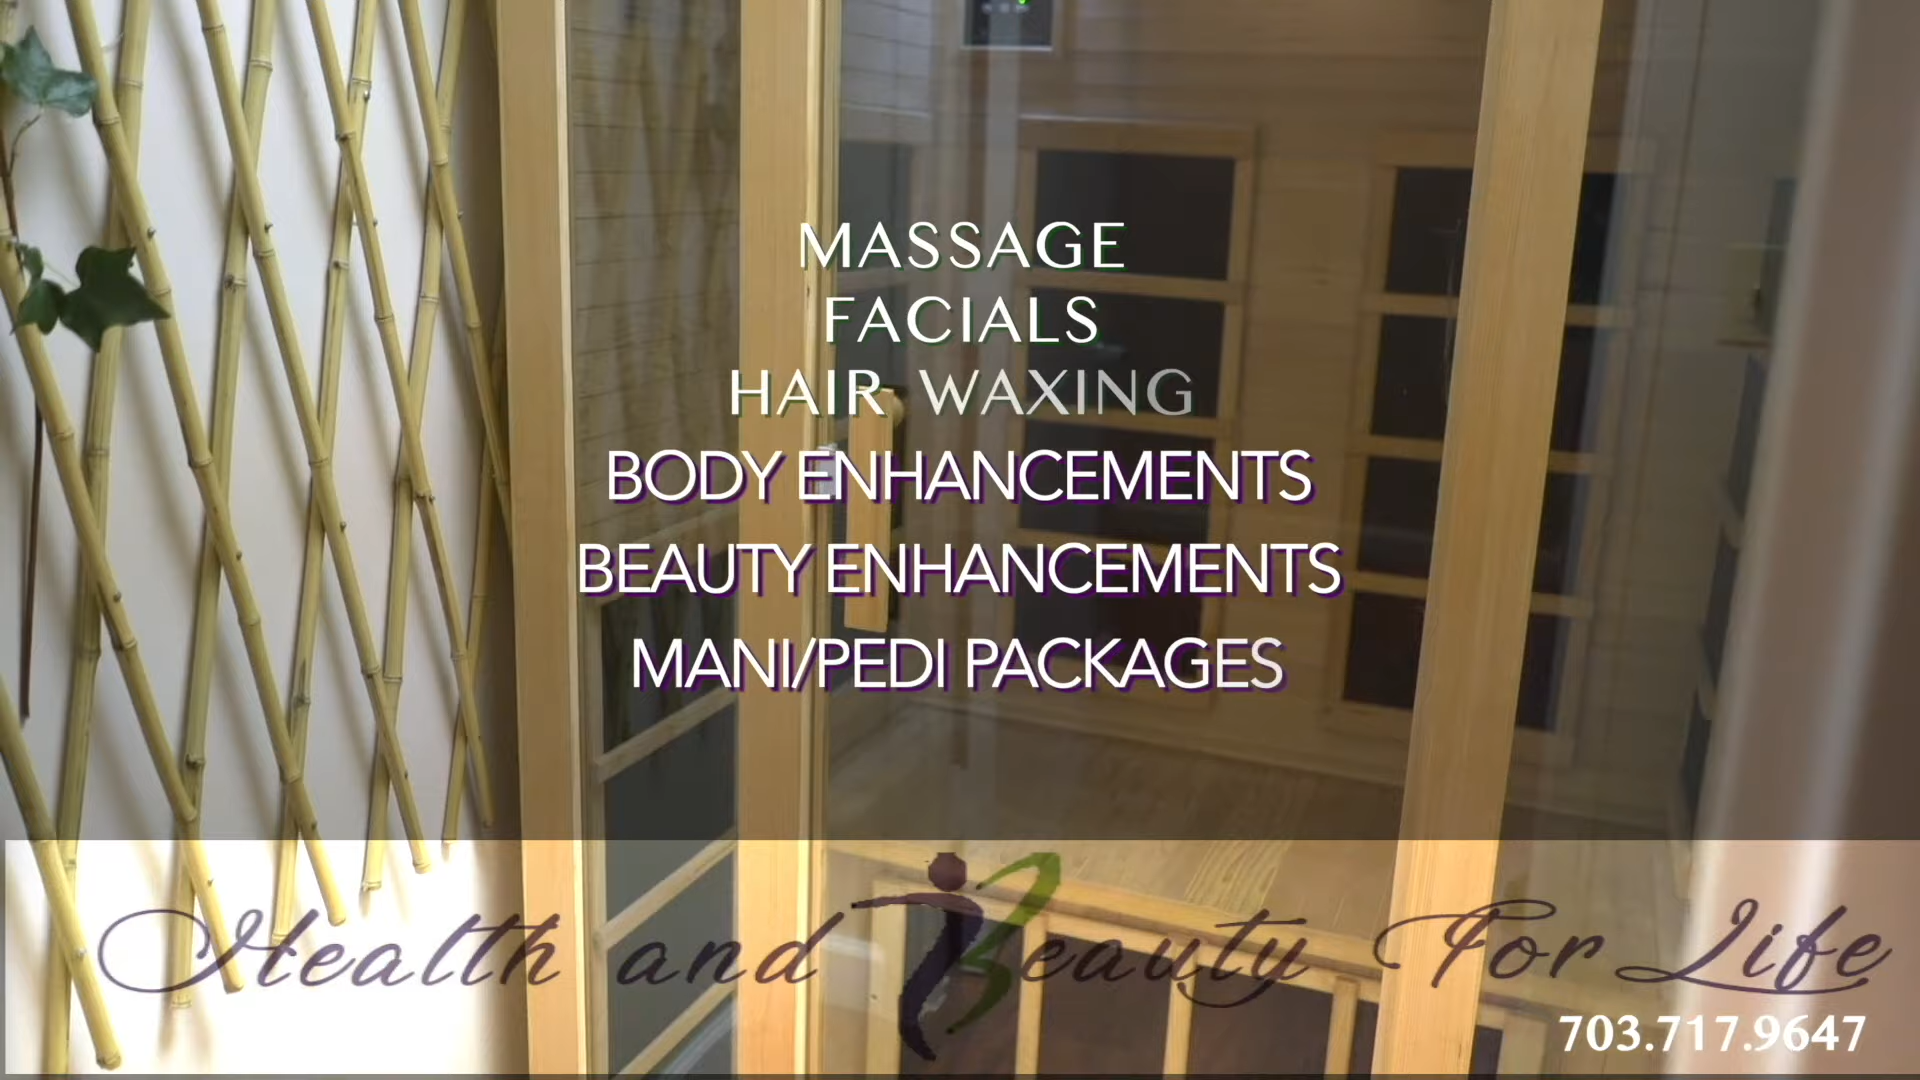 MASSAGE
FACIALS
HAIR WAXING
BODY ENHANCEMENTS
BEAUTY ENHANCEMENTS
MANI/PEDI PACKAGES
Health and Beauty For Life
703.717.9647